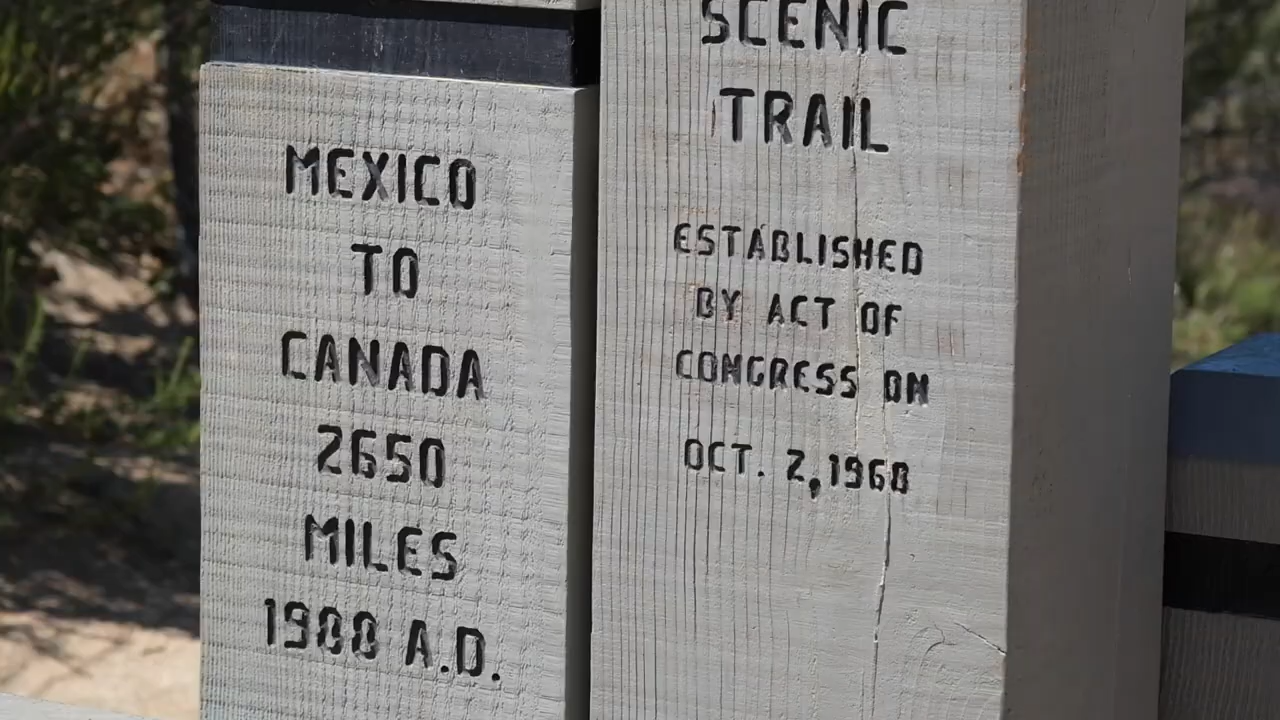 MEXICO
TO
CANADA
2650
MILES
1988 A.D.
SCENIC
TRAIL
ESTABLISHED
BY ACT OF
CONGRESS ON
OCT. 2,1968